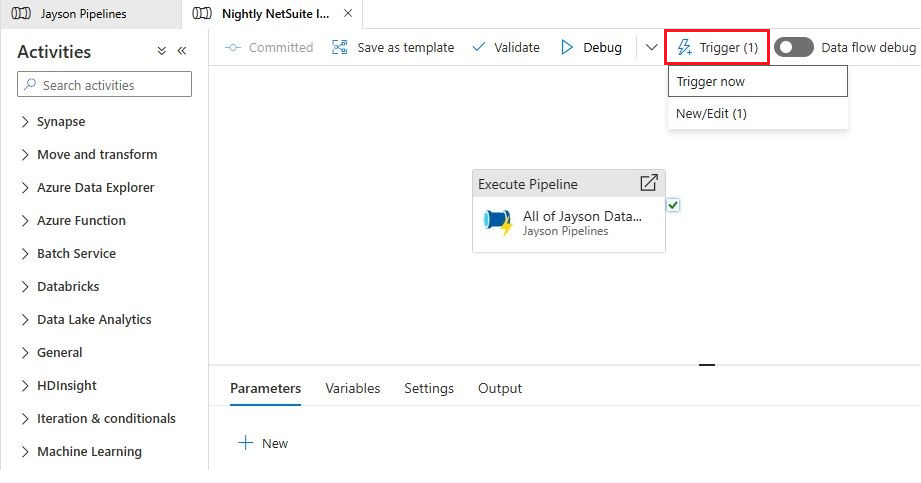 Jayson Pipelines
Nightly NetSuite I...
Activities
Search activities
Synapse
Move and transform
Azure Data Explorer
Azure Function
Batch Service
Databricks
Data Lake Analytics
General
HDInsight
Iteration & conditionals
Machine Learning
Committed
Save as template
Validate
Debug
Trigger (1)
Data flow debug
Trigger now
New/Edit (1)
Execute Pipeline
All of Jayson Data...
Jayson Pipelines
Parameters
Variables
Settings
Output
New